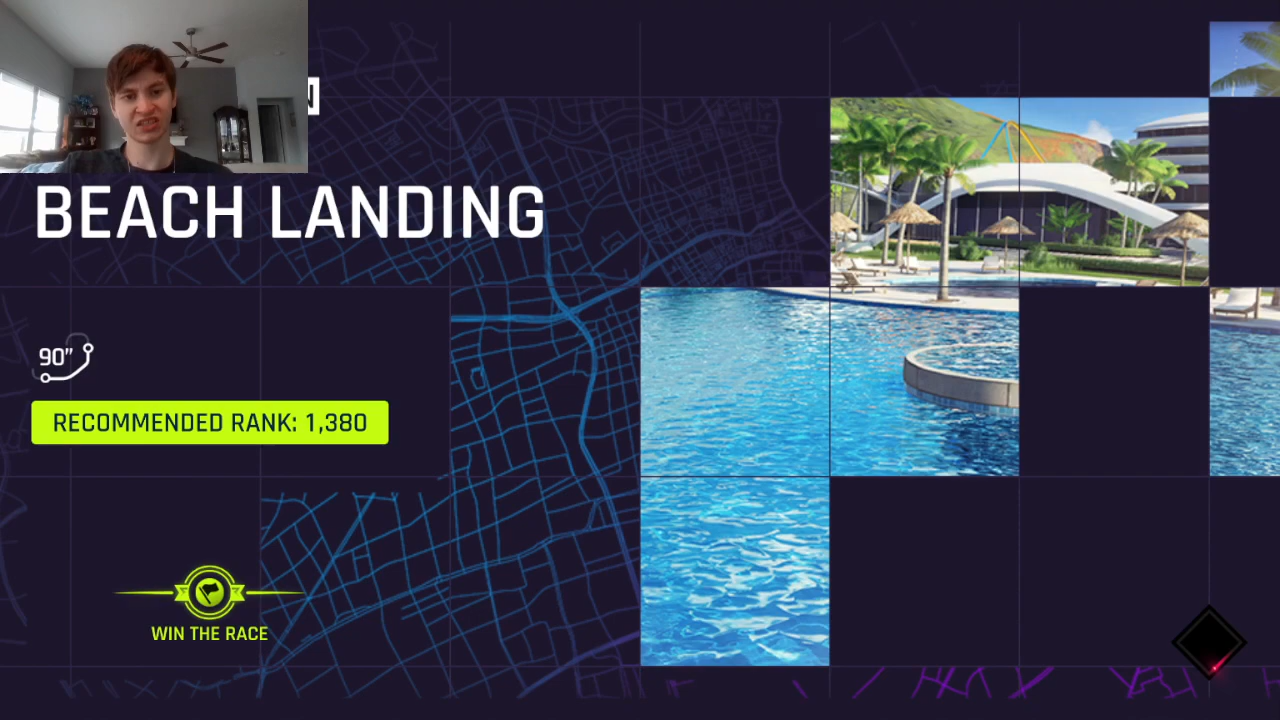 BEACH LANDING
90”
RECOMMENDED RANK: 1,380
WIN THE RACE